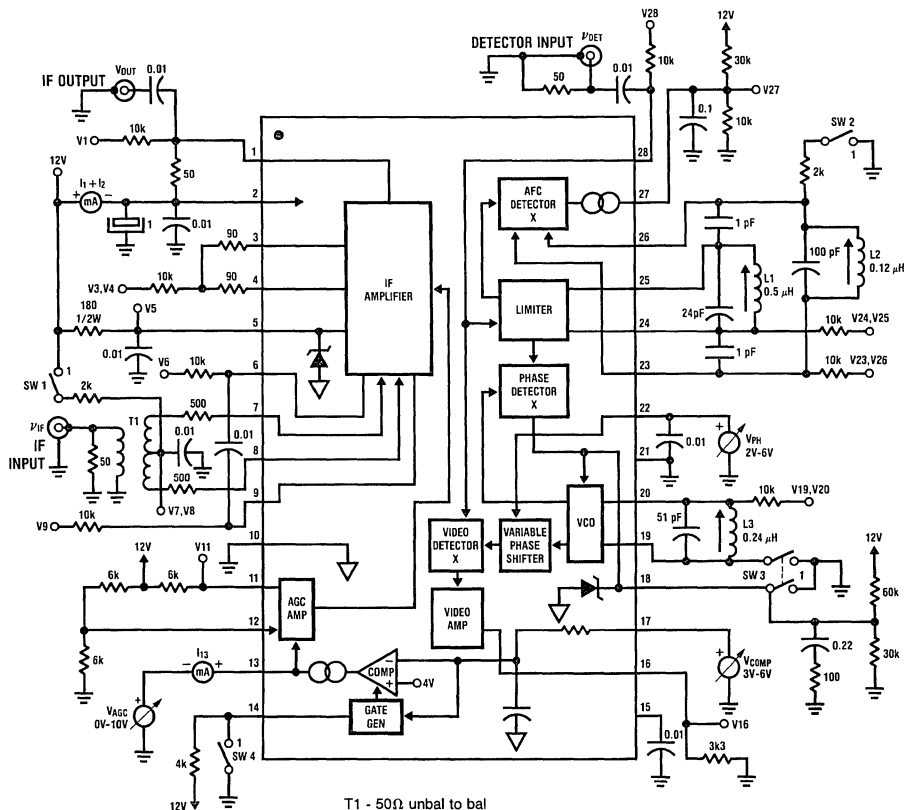 V28
12V
DETECTOR INPUT
νDET
IF OUTPUT
VOUT
0.01
50
0.01
10k
30k
V27
0.1
10k
SW 2
1
2k
V1
10k
50
12V
I1 + I2
+ mA -
1
0.01
1
2
3
4
5
6
7
8
9
10
11
12
13
14
28
27
26
25
24
23
22
21
20
19
18
17
16
15
90
90
V3,V4
10k
180
1/2W
V5
0.01
V6
10k
SW 1
1
2k
νIF
IF
INPUT
50
T1
500
0.01
500
0.01
V7,V8
V9
10k
12V
V11
6k
6k
6k
I13
- mA +
VAGC
0V-10V
+
4k
1
SW 4
12V
IF
AMPLIFIER
AFC
DETECTOR
X
LIMITER
PHASE
DETECTOR
X
VCO
VIDEO
DETECTOR
X
VARIABLE
PHASE
SHIFTER
VIDEO
AMP
AGC
AMP
COMP
-
+
4V
GATE
GEN
1 pF
100 pF
L2
0.12 μH
L1
0.5 μH
24pF
10k
V24,V25
1 pF
10k
V23,V26
0.01
+
VPH
2V-6V
10k
V19,V20
51 pF
L3
0.24 μH
12V
SW 3
1
60k
0.22
100
30k
+
VCOMP
3V-6V
0.01
V16
3k3
T1 - 50Ω unbal to bal